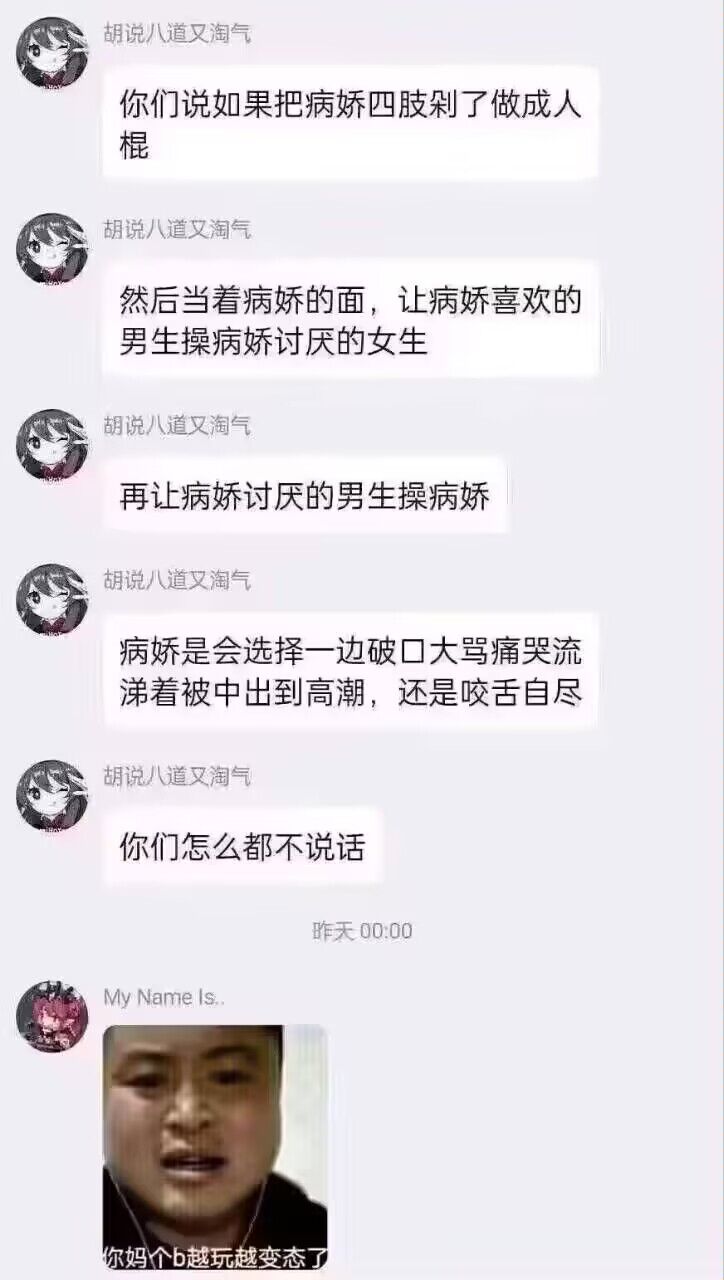 胡说八道又淘气
你们说如果把病娇四肢剁了做成人
棍
胡说八道又淘气
然后当着病娇的面，让病娇喜欢的
男生操病娇讨厌的女生
胡说八道又淘气
再让病娇讨厌的男生操病娇
胡说八道又淘气
病娇是会选择一边破口大骂痛哭流
涕着被中出到高潮，还是咬舌自尽
胡说八道又淘气
你们怎么都不说话
昨天 00:00
My Name Is..
你妈个b越玩越变态了